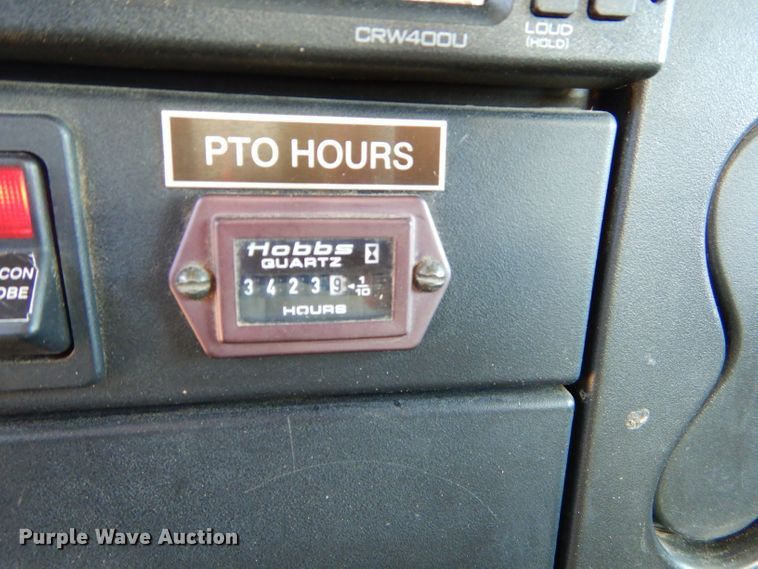 CRW400U
LOUD
(HOLD)
PTO HOURS
Hobbs
QUARTZ
3 4 2 3 9 ◄ 1/10
HOURS
CON
OBE
Purple Wave Auction